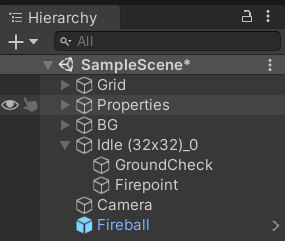 Hierarchy
All
SampleScene*
Grid
Properties
BG
Idle (32x32)_0
GroundCheck
Firepoint
Camera
Fireball